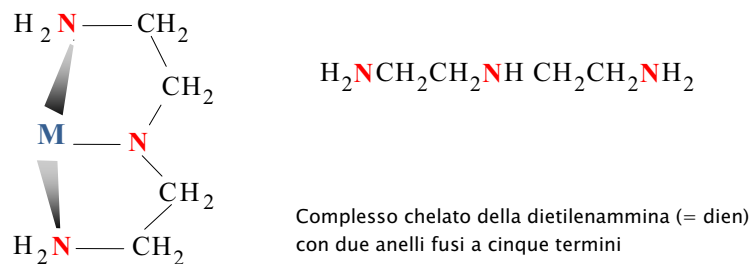 H2N CH2
CH2
M N
CH2
H2N CH2
H2NCH2CH2NH CH2CH2NH2
Complesso chelato della dietilenammina (= dien)
con due anelli fusi a cinque termini